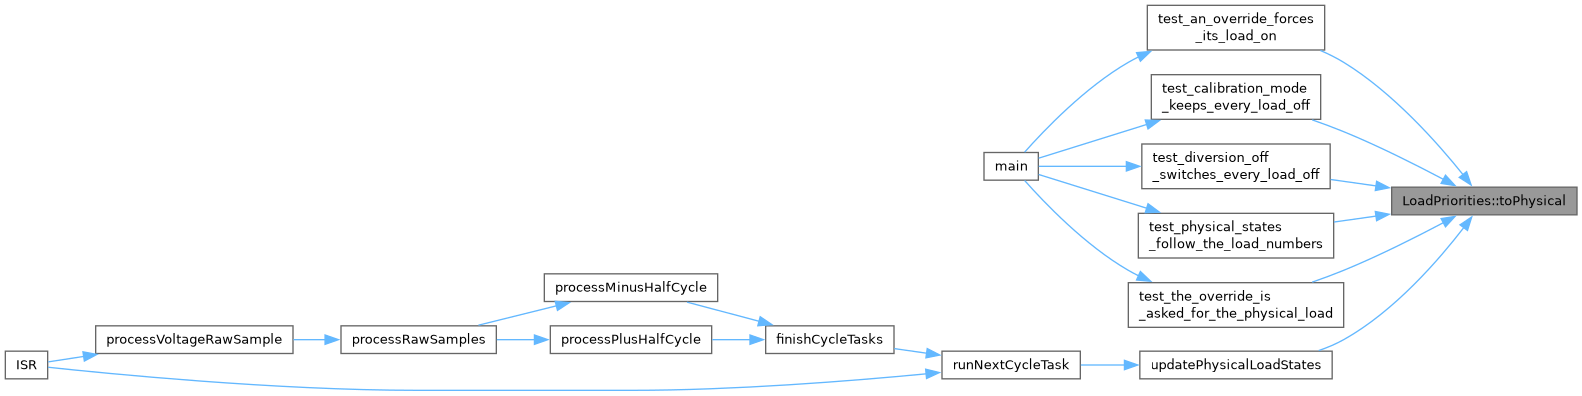 test_an_override_forces
_its_load_on
test_calibration_mode
_keeps_every_load_off
main
test_diversion_off
_switches_every_load_off
LoadPriorities::toPhysical
test_physical_states
_follow_the_load_numbers
processMinusHalfCycle
test_the_override_is
_asked_for_the_physical_load
processVoltageRawSample
processRawSamples
processPlusHalfCycle
finishCycleTasks
ISR
runNextCycleTask
updatePhysicalLoadStates